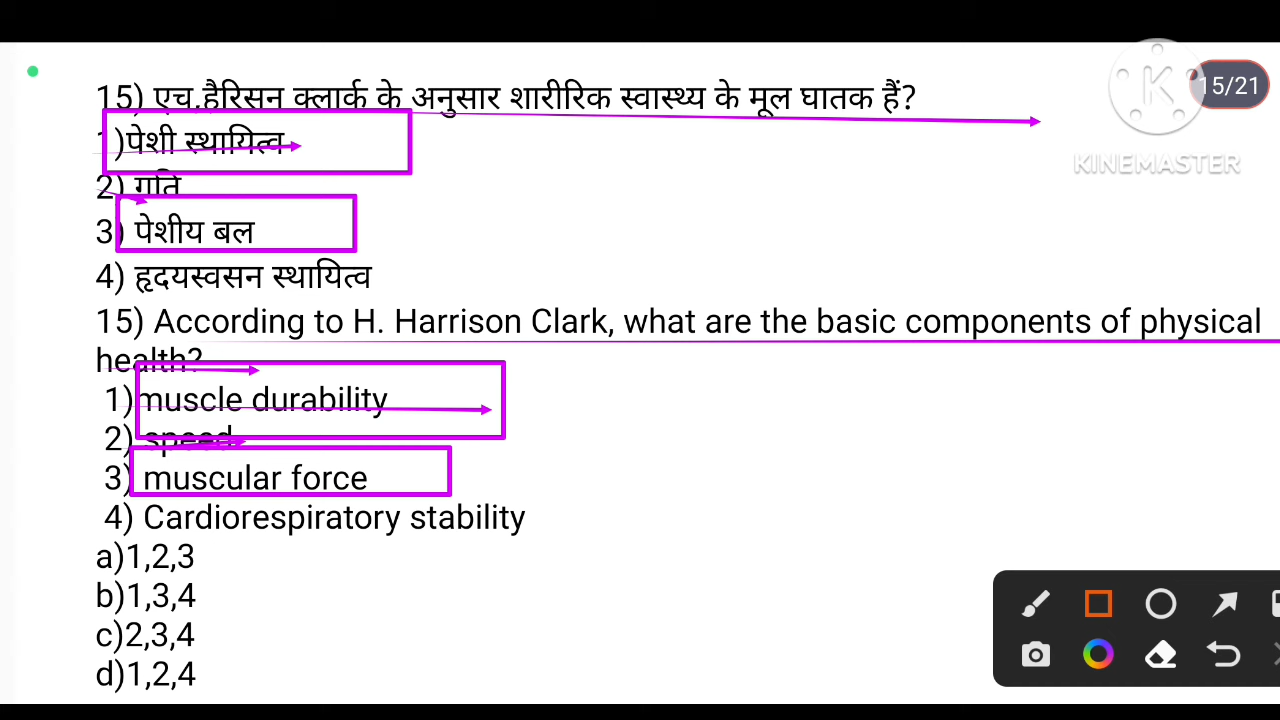 15/21
KINEMASTER
15) एच.हैरिसन क्लार्क के अनुसार शारीरिक स्वास्थ्य के मूल घातक हैं?
1)पेशी स्थायित्व
2) गति
3) पेशीय बल
4) हृदयस्वसन स्थायित्व
15) According to H. Harrison Clark, what are the basic components of physical
health?
1)muscle durability
2) speed
3) muscular force
4) Cardiorespiratory stability
a)1,2,3
b)1,3,4
c)2,3,4
d)1,2,4